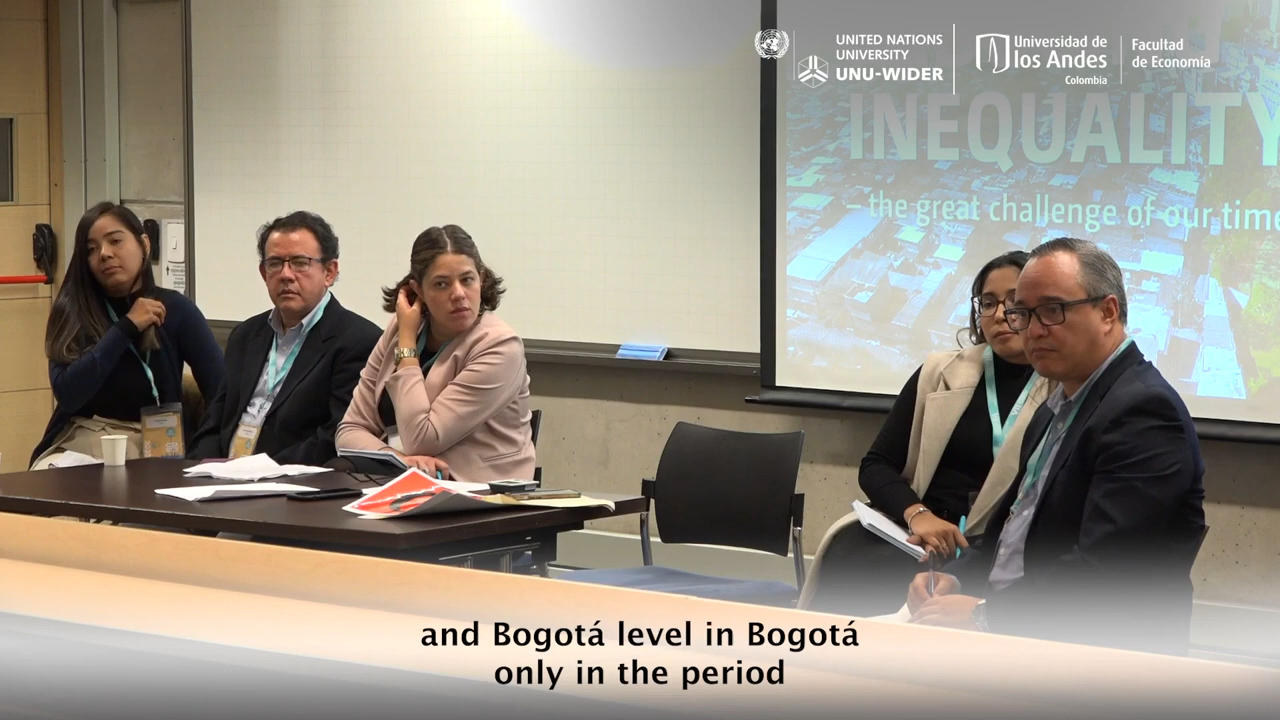 UNITED NATIONS
UNIVERSITY
UNU-WIDER
Universidad de
los Andes
Colombia
Facultad
de Economía
INEQUALITY
– the great challenge of our time
and Bogotá level in Bogotá
only in the period